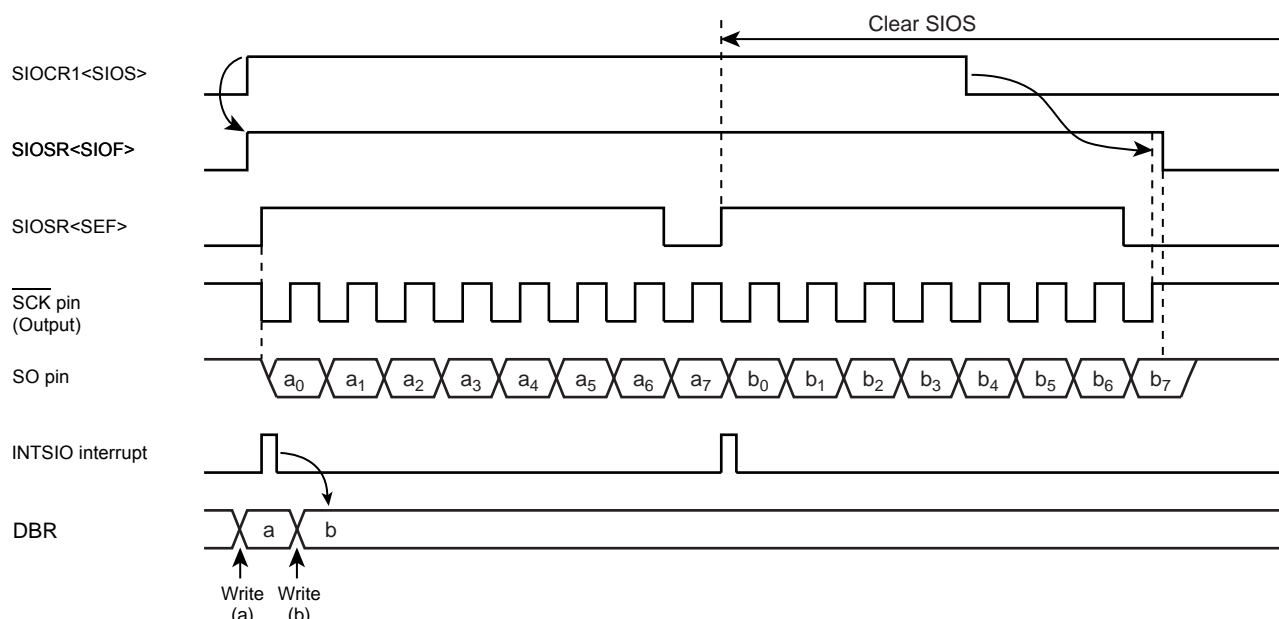 Clear SIOS
SIOCR1<SIOS>
SIOSR<SIOF>
SIOSR<SEF>
SCK pin
(Output)
SO pin
a0 a1 a2 a3 a4 a5 a6 a7 b0 b1 b2 b3 b4 b5 b6 b7
INTSIO interrupt
DBR
a b
Write Write
(a) (b)